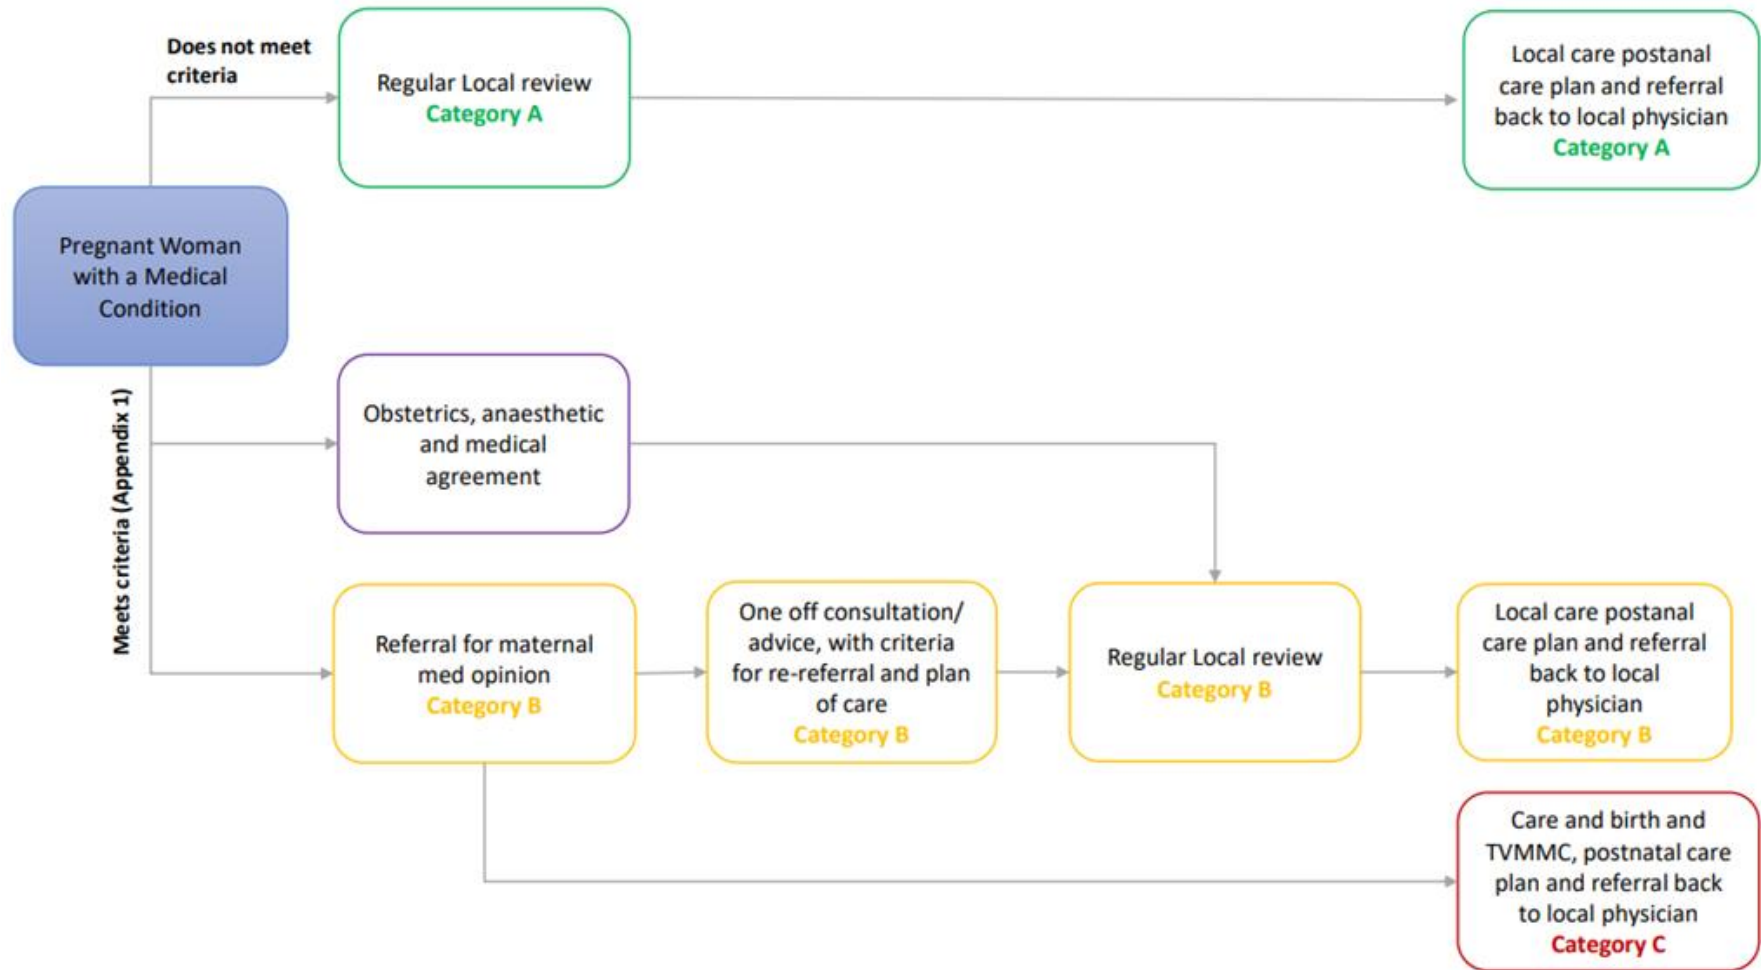 Does not meet
criteria
Regular Local review
Category A
Local care postanal
care plan and referral
back to local physician
Category A
Pregnant Woman
with a Medical
Condition
Meets criteria (Appendix 1)
Obstetrics, anaesthetic
and medical
agreement
Referral for maternal
med opinion
Category B
One off consultation/
advice, with criteria
for re-referral and plan
of care
Category B
Regular Local review
Category B
Local care postanal
care plan and referral
back to local
physician
Category B
Care and birth and
TVMMC, postnatal care
plan and referral back
to local physician
Category C